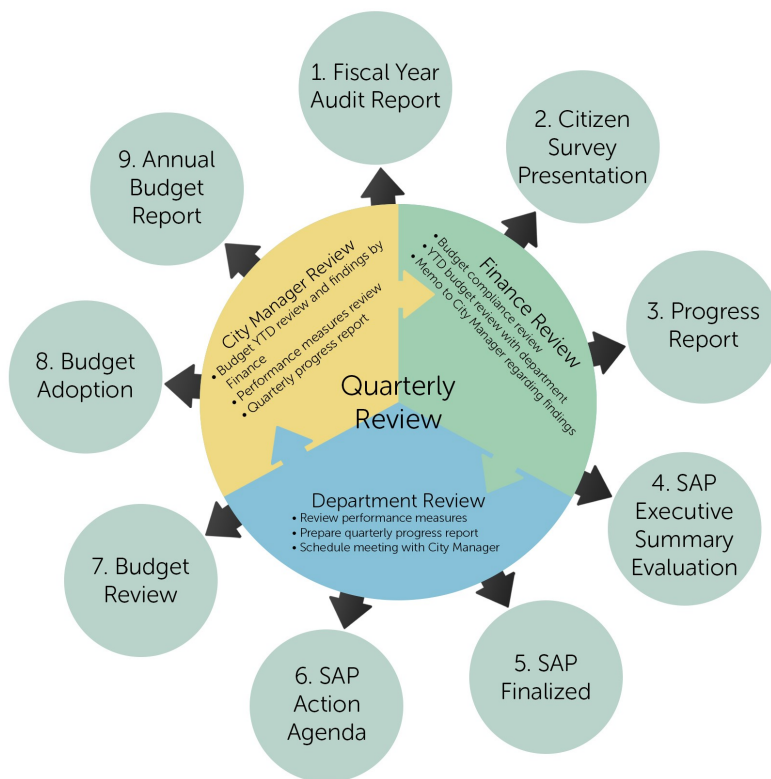 1. Fiscal Year
Audit Report
2. Citizen
Survey
Presentation
3. Progress
Report
4. SAP
Executive
Summary
Evaluation
5. SAP
Finalized
6. SAP
Action
Agenda
7. Budget
Review
8. Budget
Adoption
9. Annual
Budget
Report
City Manager Review
• Budget YTD review and findings by
Finance
• Performance measures review
• Quarterly progress report
Finance Review
• Budget compliance review
• YTD budget review with department
• Memo to City Manager regarding findings
Quarterly
Review
Department Review
• Review performance measures
• Prepare quarterly progress report
• Schedule meeting with City Manager